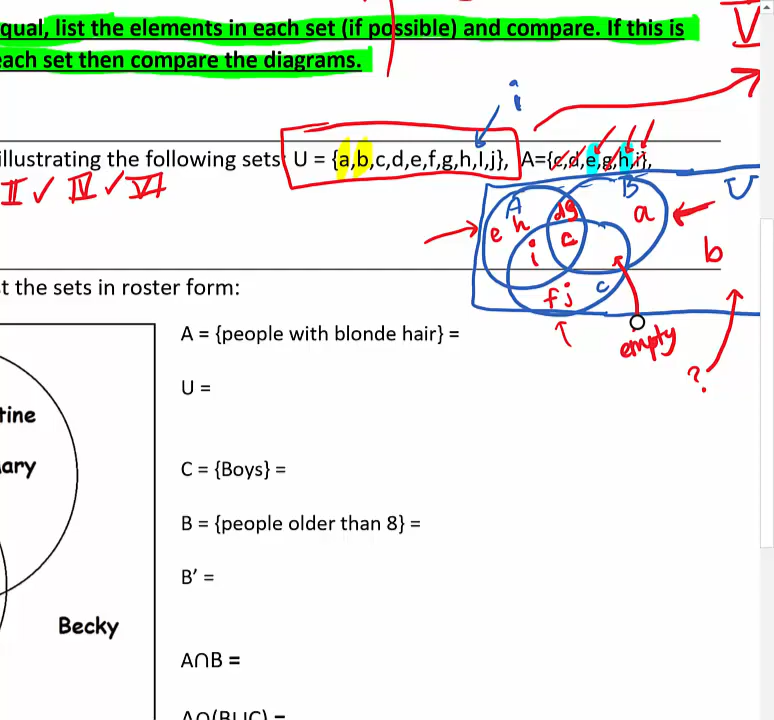 qual, list the elements in each set (if possible) and compare. If this is
each set then compare the diagrams.
V
i
illustrating the following sets: U = {a,b,c,d,e,f,g,h,I,j}, A={c,d,e,g,h,i},
II ✓ IV ✓ VI
A B U
e h dg a
i c b
f j c
empty
?
t the sets in roster form:
A = {people with blonde hair} =
U =
tine
ary
C = {Boys} =
B = {people older than 8} =
B′ =
Becky
A∩B =
A∩(B∪C) =